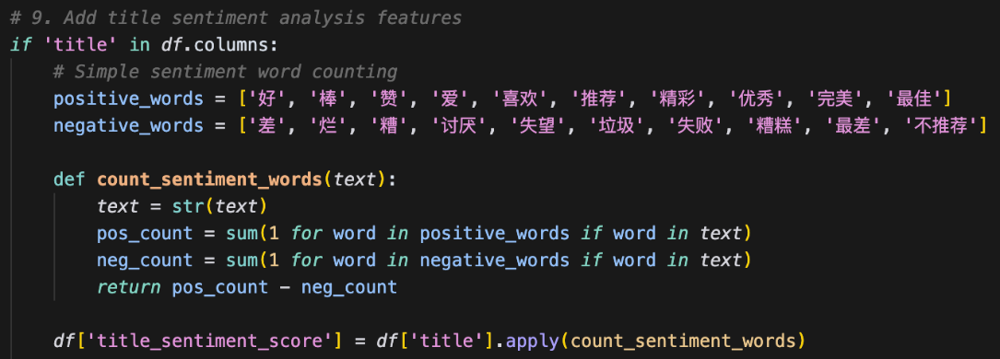 # 9. Add title sentiment analysis features
if 'title' in df.columns:
    # Simple sentiment word counting
    positive_words = ['好', '棒', '赞', '爱', '喜欢', '推荐', '精彩', '优秀', '完美', '最佳']
    negative_words = ['差', '烂', '糟', '讨厌', '失望', '垃圾', '失败', '糟糕', '最差', '不推荐']

    def count_sentiment_words(text):
        text = str(text)
        pos_count = sum(1 for word in positive_words if word in text)
        neg_count = sum(1 for word in negative_words if word in text)
        return pos_count - neg_count

    df['title_sentiment_score'] = df['title'].apply(count_sentiment_words)